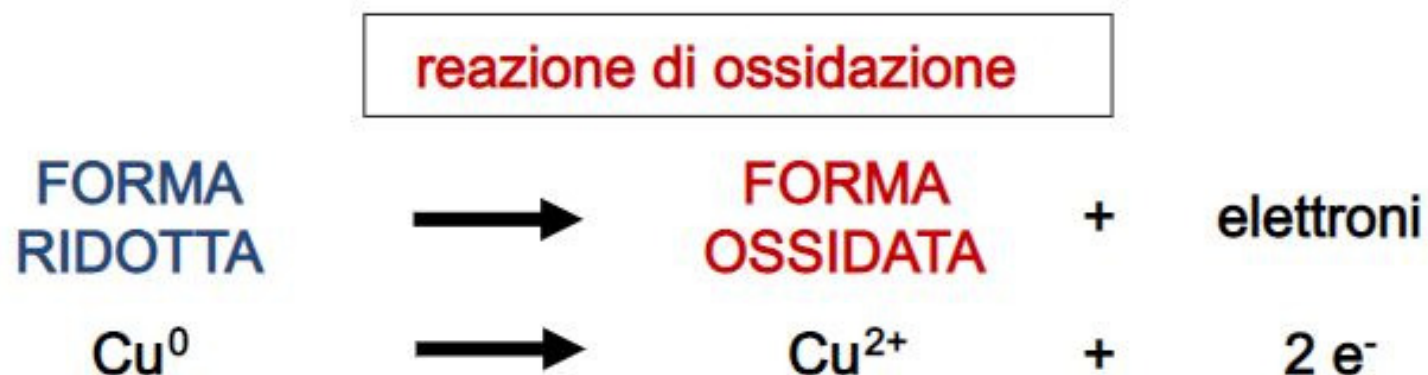 reazione di ossidazione
FORMA RIDOTTA → FORMA OSSIDATA + elettroni
Cu⁰ → Cu²⁺ + 2 e⁻